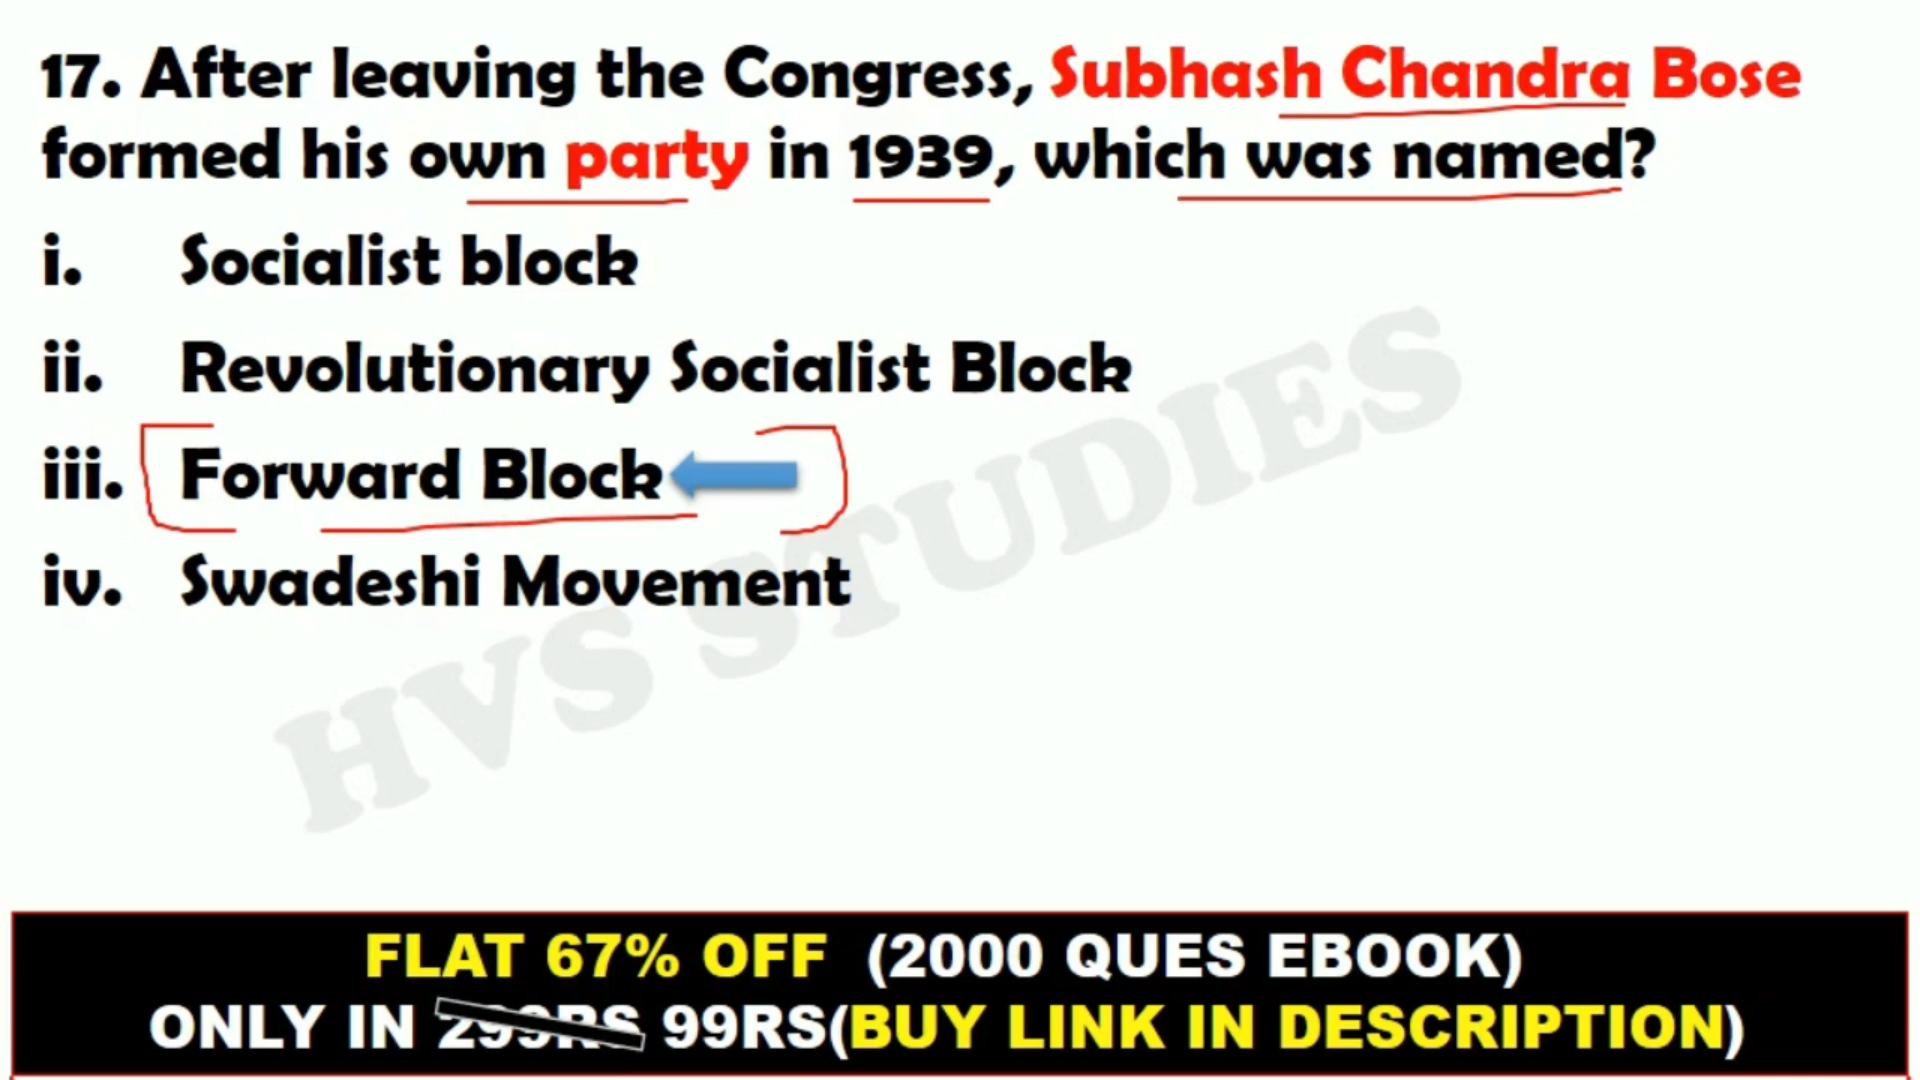 17. After leaving the Congress, Subhash Chandra Bose
formed his own party in 1939, which was named?
i. Socialist block
ii. Revolutionary Socialist Block
iii. Forward Block
iv. Swadeshi Movement
HVS STUDIES
FLAT 67% OFF (2000 QUES EBOOK)
ONLY IN 299RS 99RS(BUY LINK IN DESCRIPTION)